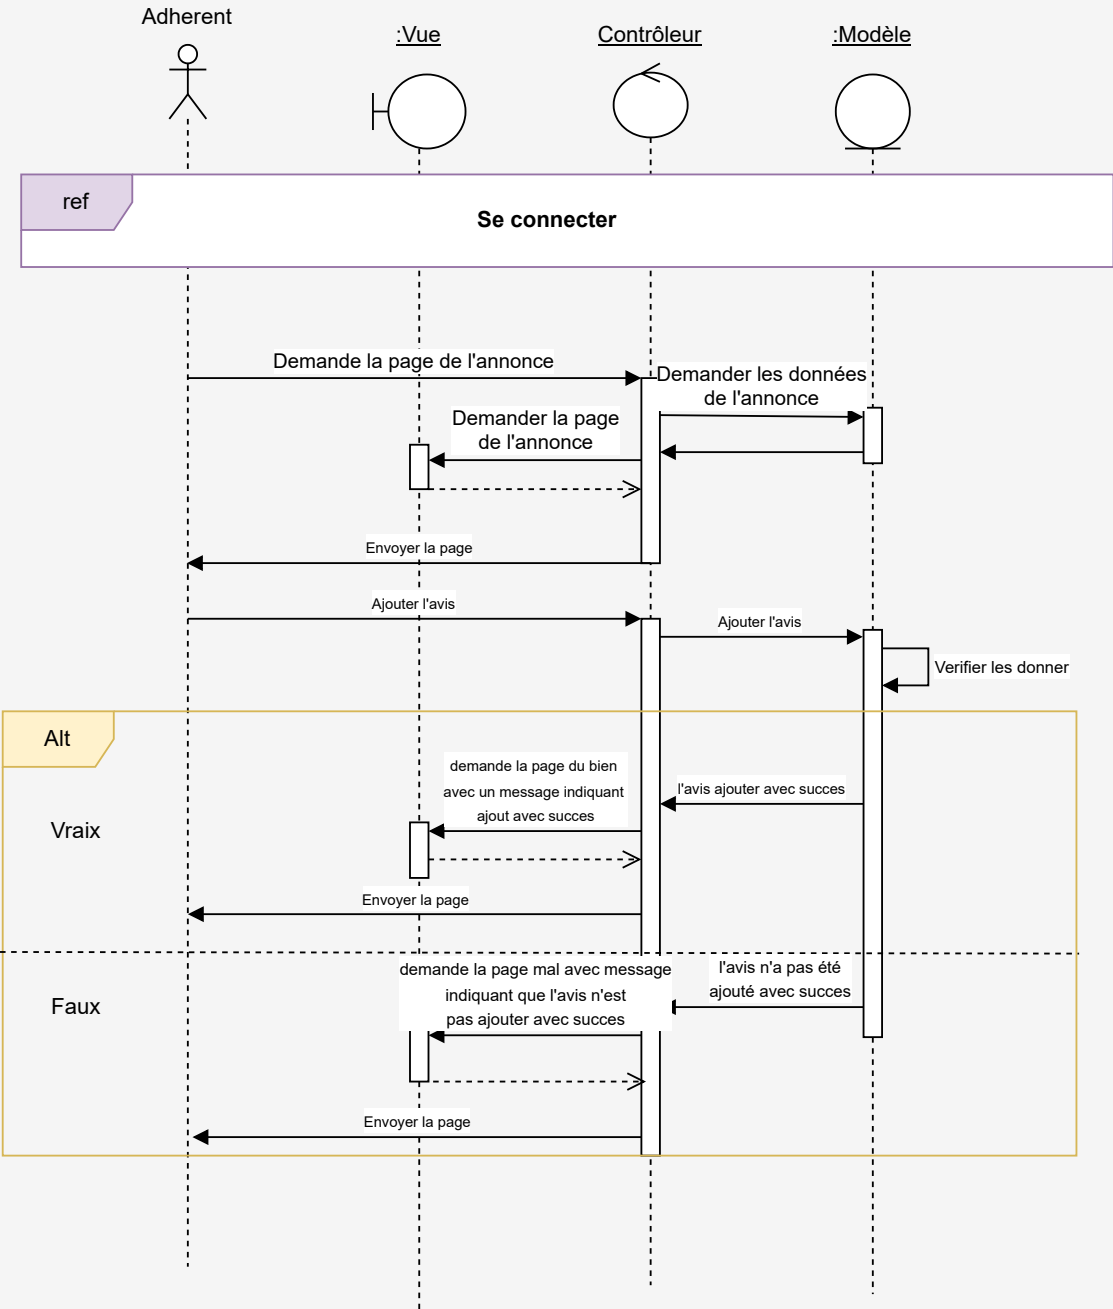 Adherent
:Vue
Contrôleur
:Modèle
ref
Se connecter
Demande la page de l'annonce
Demander les données
de l'annonce
Demander la page
de l'annonce
Envoyer la page
Ajouter l'avis
Ajouter l'avis
Verifier les donner
Alt
demande la page du bien
avec un message indiquant
ajout avec succes
l'avis ajouter avec succes
Vraix
Envoyer la page
demande la page mal avec message
indiquant que l'avis n'est
pas ajouter avec succes
l'avis n'a pas été
ajouté avec succes
Faux
Envoyer la page